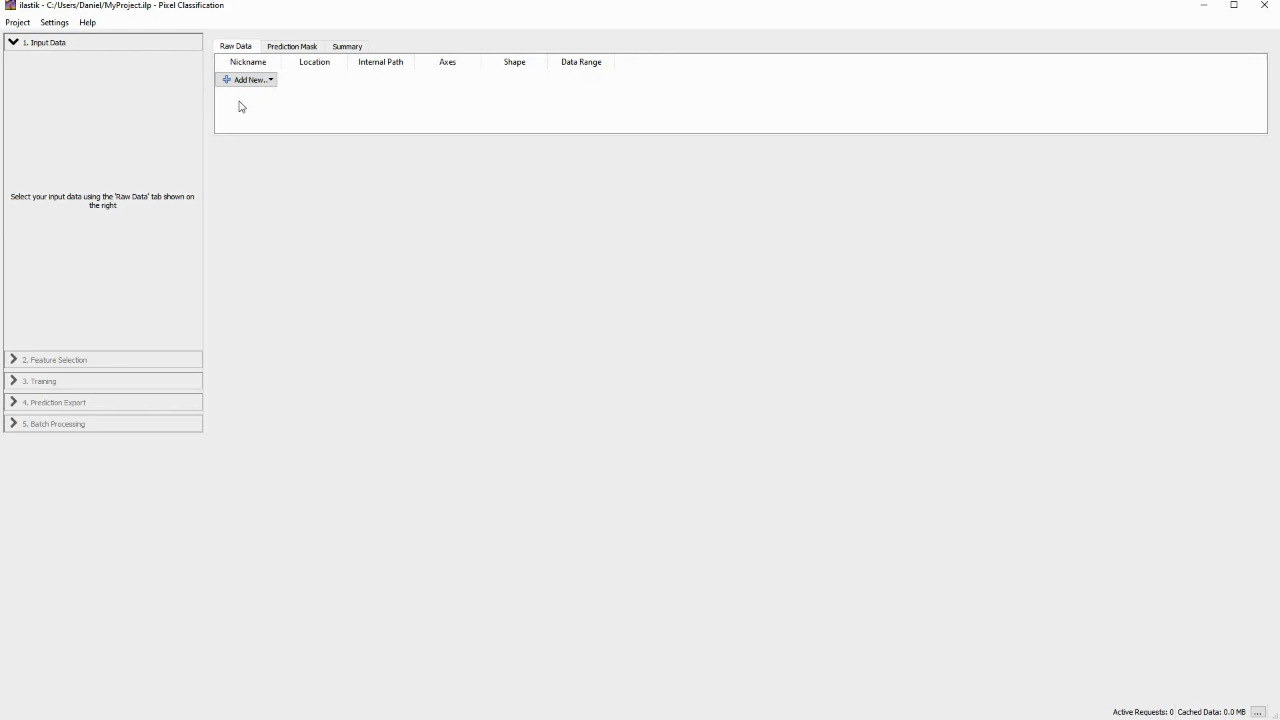 ilastik - C:/Users/Daniel/MyProject.ilp - Pixel Classification
Project Settings Help
1. Input Data
Select your input data using the 'Raw Data' tab shown on
the right
2. Feature Selection
3. Training
4. Prediction Export
5. Batch Processing
Raw Data Prediction Mask Summary
Nickname Location Internal Path Axes Shape Data Range
Add New...
Active Requests: 0 Cached Data: 0.0 MB ...